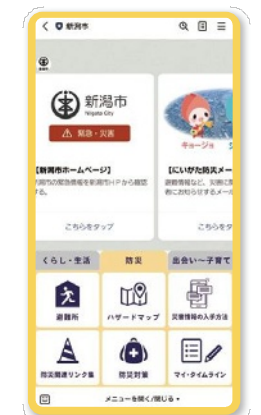 新潟市
新潟市
Niigata City
緊急・災害
キョージョ
【新潟市ホームページ】
【にいがた防災メー
こちらをタップ
こちらをタ
くらし・生活
防災
出会い〜子育て
避難所
ハザードマップ
災害情報の入手方法
防災関連リンク集
防災対策
マイ・タイムライン
メニューを開く/閉じる